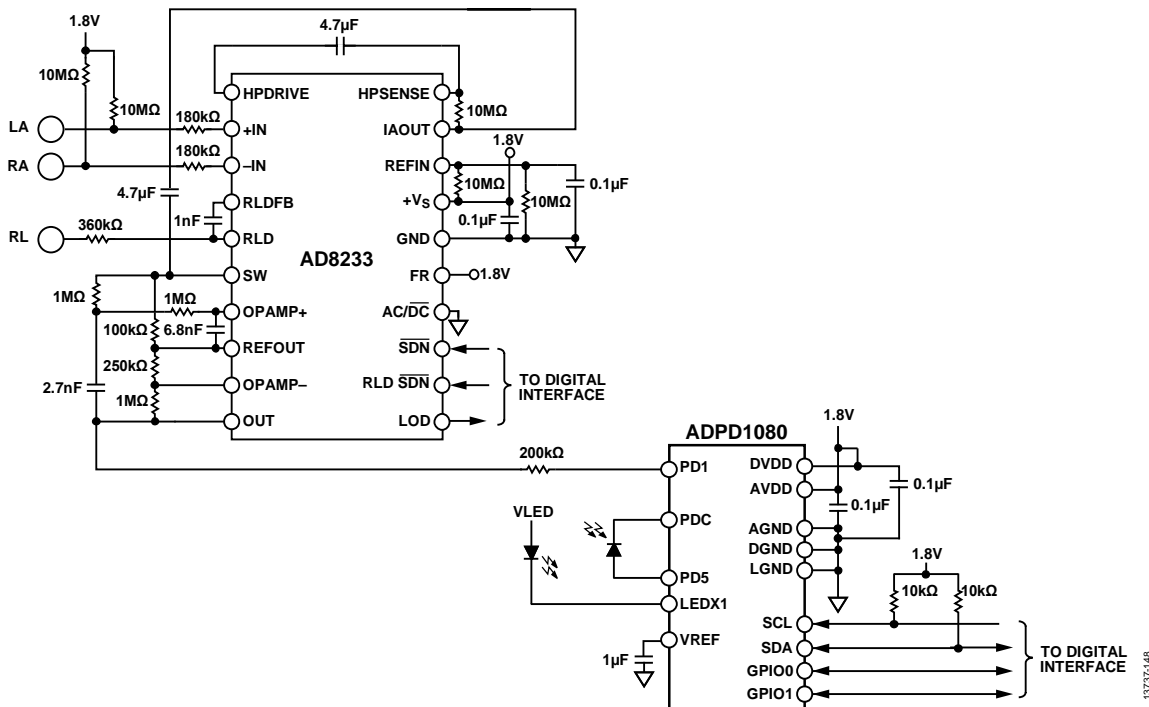 1.8V
4.7µF
10MΩ
10MΩ
HPDRIVE
HPSENSE
10MΩ
LA
180kΩ
+IN
IAOUT
1.8V
RA
180kΩ
–IN
REFIN
10MΩ
10MΩ
0.1µF
4.7µF
RLDFB
+VS
0.1µF
RL
360kΩ
1nF
RLD
GND
AD8233
SW
FR
1.8V
1MΩ
1MΩ
OPAMP+
AC/DC
100kΩ
6.8nF
REFOUT
SDN
250kΩ
2.7nF
OPAMP–
RLD SDN
TO DIGITAL
INTERFACE
1MΩ
OUT
LOD
1.8V
ADPD1080
200kΩ
PD1
DVDD
AVDD
0.1µF
0.1µF
VLED
PDC
AGND
DGND
1.8V
PD5
LGND
10kΩ
10kΩ
LEDX1
SCL
VREF
SDA
1µF
GPIO0
TO DIGITAL
INTERFACE
GPIO1
13737-148